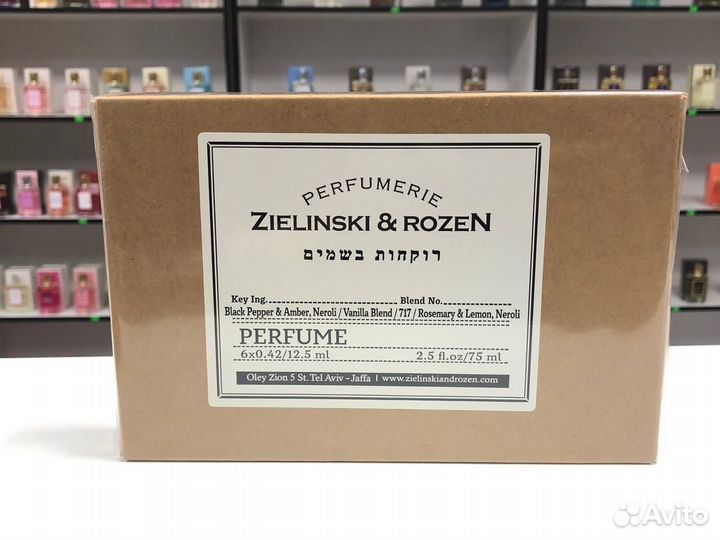 PERFUMERIE
ZIELINSKI & ROZEN
רוקחות בשמים
Key Ing. Blend No.
Black Pepper & Amber, Neroli / Vanilla Blend / 717 / Rosemary & Lemon, Neroli
PERFUME
6x0.42/12.5 ml 2.5 fl.oz/75 ml
Oley Zion 5 St. Tel Aviv - Jaffa | www.zielinskiandrozen.com
Avito